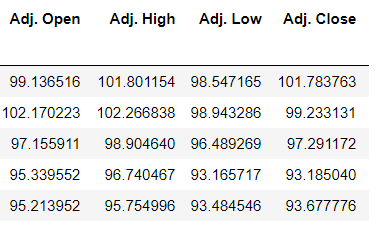 Adj. Open Adj. High Adj. Low Adj. Close
99.136516 101.801154 98.547165 101.783763
102.170223 102.266838 98.943286 99.233131
97.155911 98.904640 96.489269 97.291172
95.339552 96.740467 93.165717 93.185040
95.213952 95.754996 93.484546 93.677776